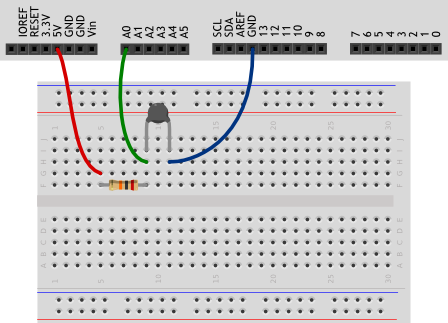 IOREF
RESET
3.3V
5V
GND
GND
Vin
A0
A1
A2
A3
A4
A5
SCL
SDA
AREF
GND
13
12
11
10
9
8
7
6
5
4
3
2
1
0
1
5
10
15
20
25
30
J
I
H
G
F
E
D
C
B
A
1
5
10
15
20
25
30